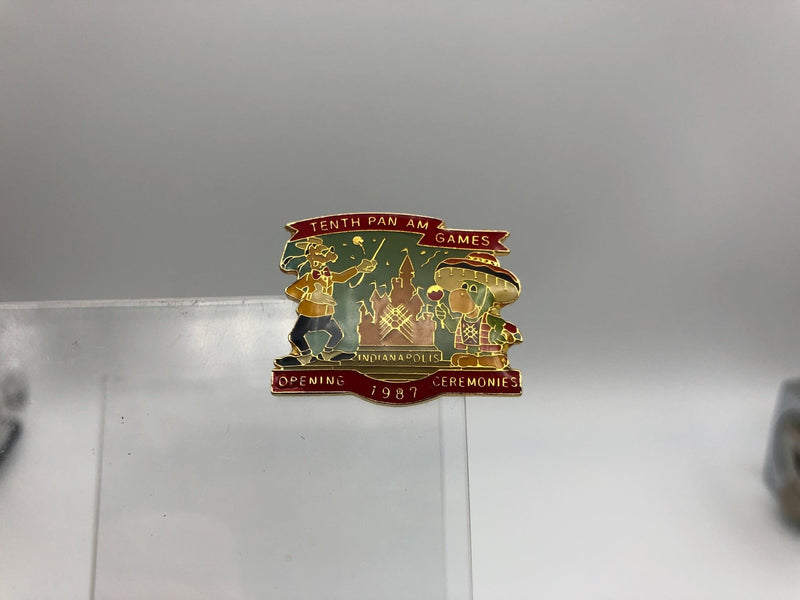 TENTH PAN AM
GAMES
INDIANAPOLIS
OPENING 1987 CEREMONIES